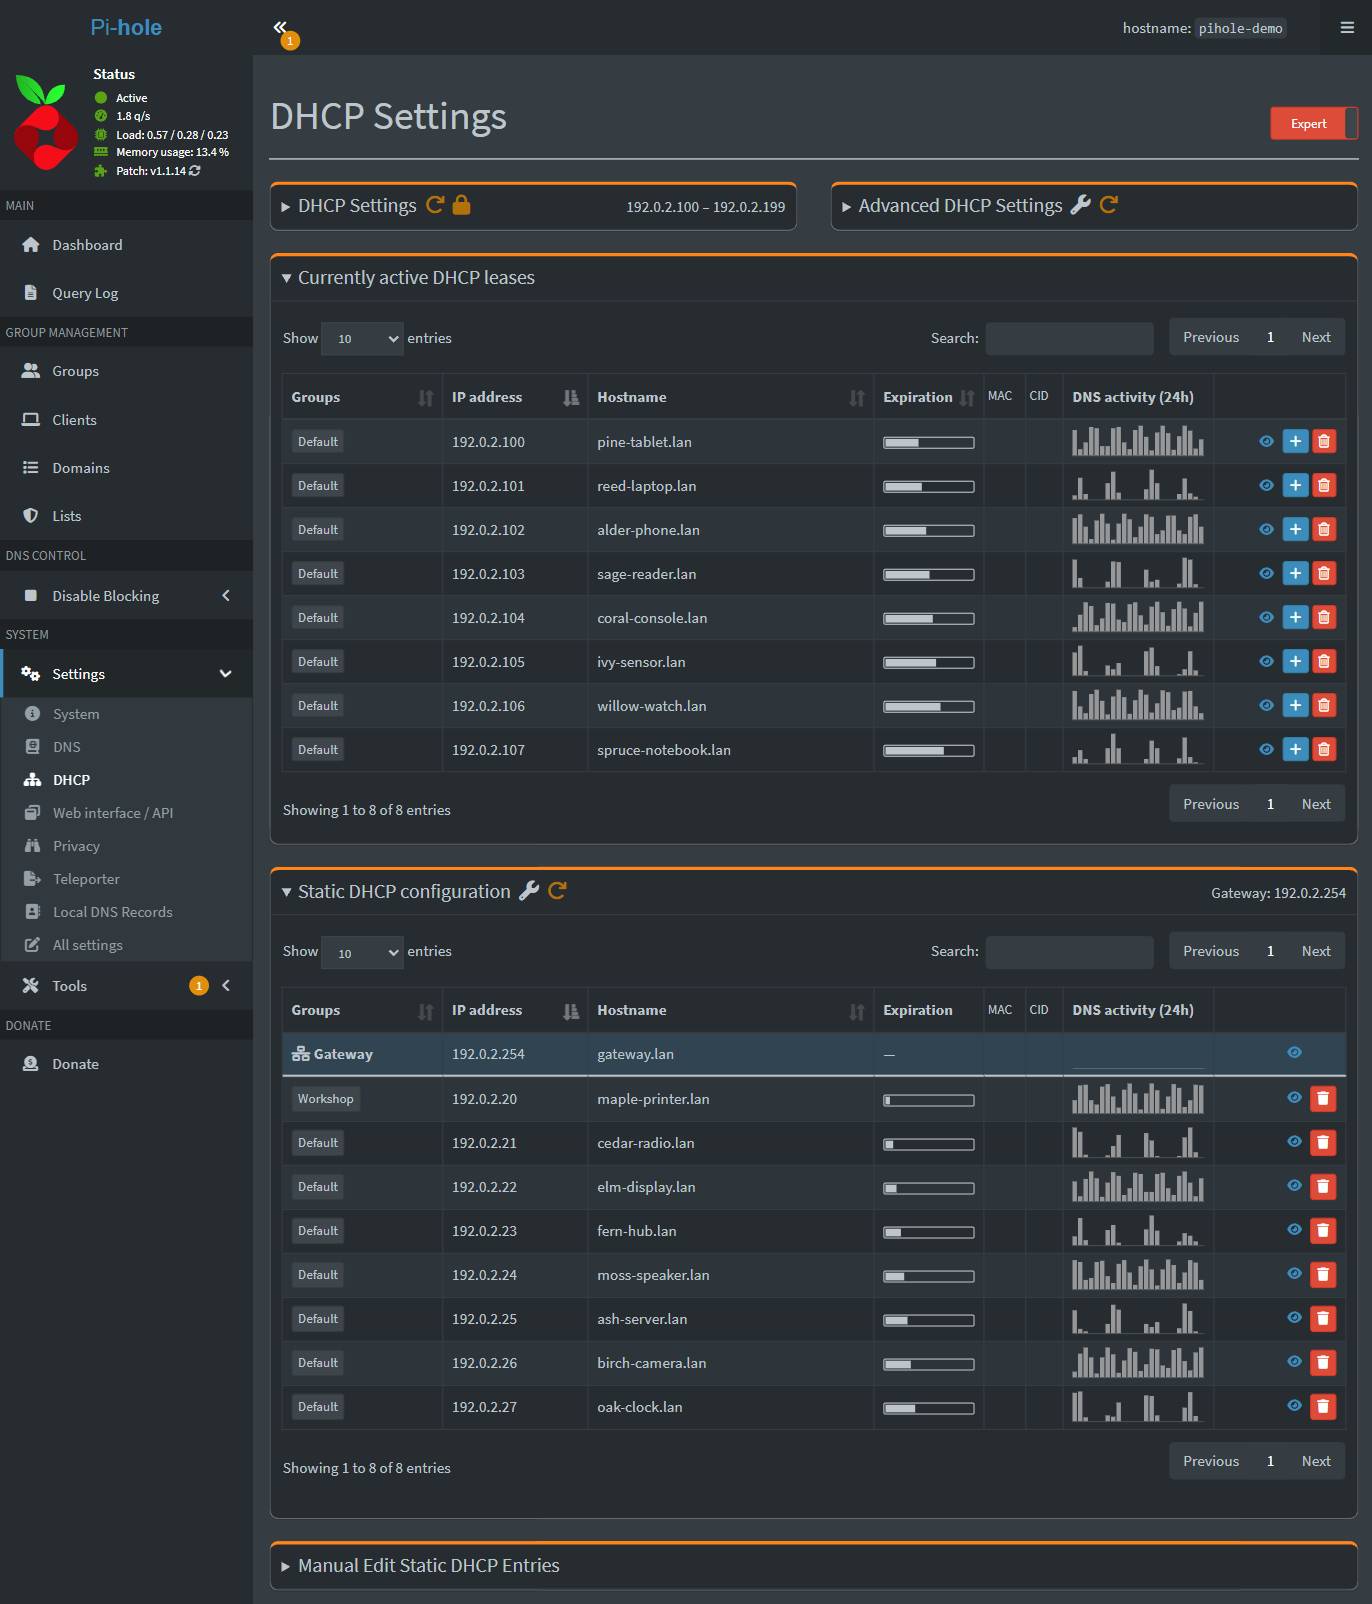 Pi-hole
1
hostname: pihole-demo
Status
Active
1.8 q/s
Load: 0.57 / 0.28 / 0.23
Memory usage: 13.4 %
Patch: v1.1.14
MAIN
Dashboard
Query Log
GROUP MANAGEMENT
Groups
Clients
Domains
Lists
DNS CONTROL
Disable Blocking
SYSTEM
Settings
System
DNS
DHCP
Web interface / API
Privacy
Teleporter
Local DNS Records
All settings
Tools 1
DONATE
Donate
DHCP Settings
Expert
DHCP Settings 192.0.2.100 – 192.0.2.199
Advanced DHCP Settings
Currently active DHCP leases
Show 10 entries Search: Previous 1 Next
Groups IP address Hostname Expiration MAC CID DNS activity (24h)
Default 192.0.2.100 pine-tablet.lan
Default 192.0.2.101 reed-laptop.lan
Default 192.0.2.102 alder-phone.lan
Default 192.0.2.103 sage-reader.lan
Default 192.0.2.104 coral-console.lan
Default 192.0.2.105 ivy-sensor.lan
Default 192.0.2.106 willow-watch.lan
Default 192.0.2.107 spruce-notebook.lan
Showing 1 to 8 of 8 entries Previous 1 Next
Static DHCP configuration Gateway: 192.0.2.254
Show 10 entries Search: Previous 1 Next
Groups IP address Hostname Expiration MAC CID DNS activity (24h)
Gateway 192.0.2.254 gateway.lan —
Workshop 192.0.2.20 maple-printer.lan
Default 192.0.2.21 cedar-radio.lan
Default 192.0.2.22 elm-display.lan
Default 192.0.2.23 fern-hub.lan
Default 192.0.2.24 moss-speaker.lan
Default 192.0.2.25 ash-server.lan
Default 192.0.2.26 birch-camera.lan
Default 192.0.2.27 oak-clock.lan
Showing 1 to 8 of 8 entries Previous 1 Next
Manual Edit Static DHCP Entries